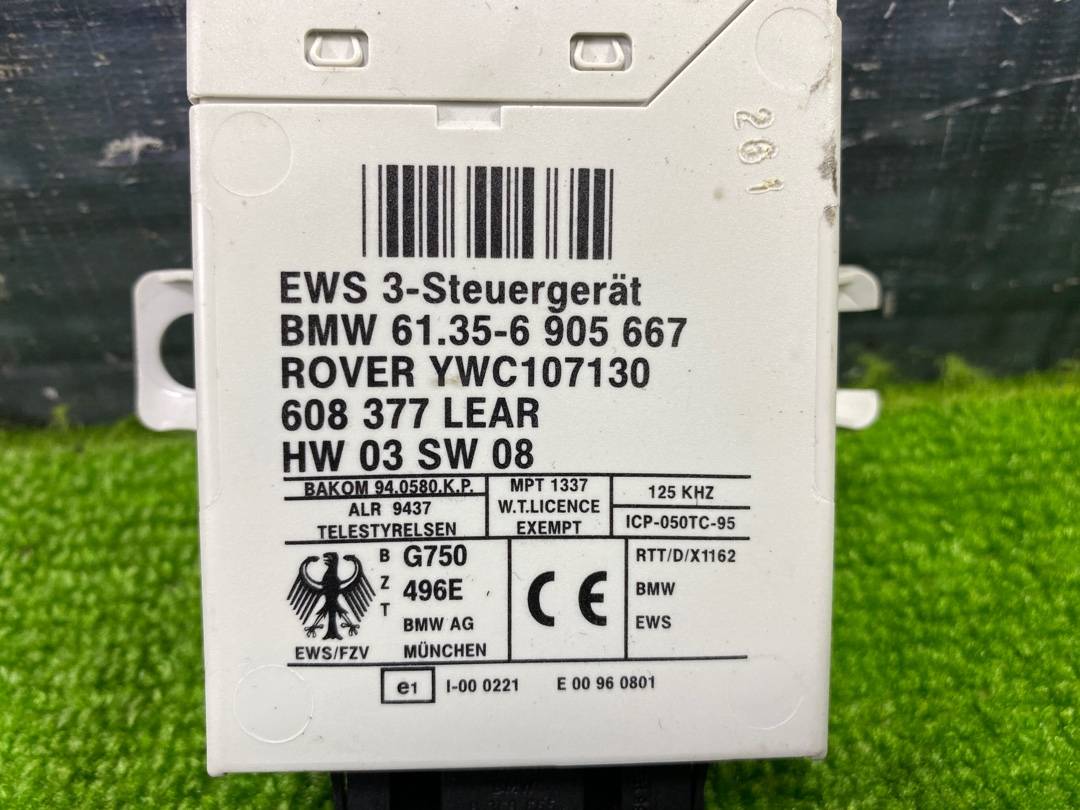 201
EWS 3-Steuergerät
BMW 61.35-6 905 667
ROVER YWC107130
608 377 LEAR
HW 03 SW 08
BAKOM 94.0580.K.P.
ALR 9437
TELESTYRELSEN
MPT 1337
W.T.LICENCE
EXEMPT
125 KHZ
ICP-050TC-95
B Z T
G750
496E
BMW AG
MÜNCHEN
EWS/FZV
CE
RTT/D/X1162
BMW
EWS
e1 I-00 0221 E 00 96 0801